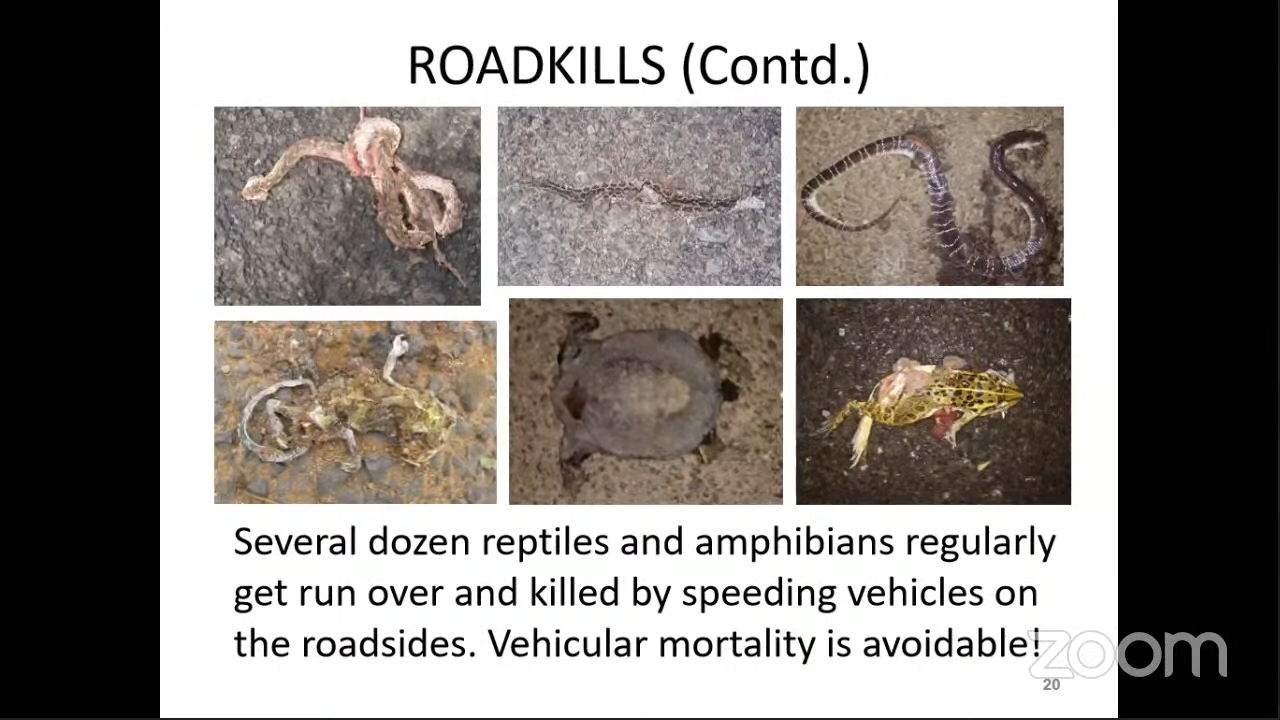 ROADKILLS (Contd.)
Several dozen reptiles and amphibians regularly
get run over and killed by speeding vehicles on
the roadsides. Vehicular mortality is avoidable!
zoom
20